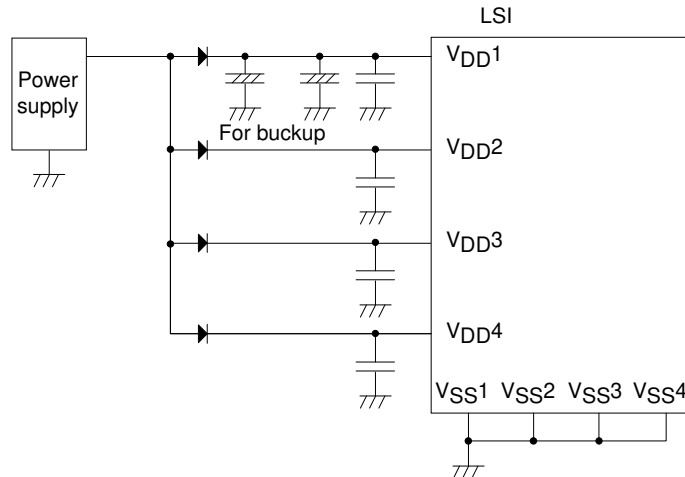 LSI
Power
supply
VDD1
For buckup
VDD2
VDD3
VDD4
VSS1 VSS2 VSS3 VSS4